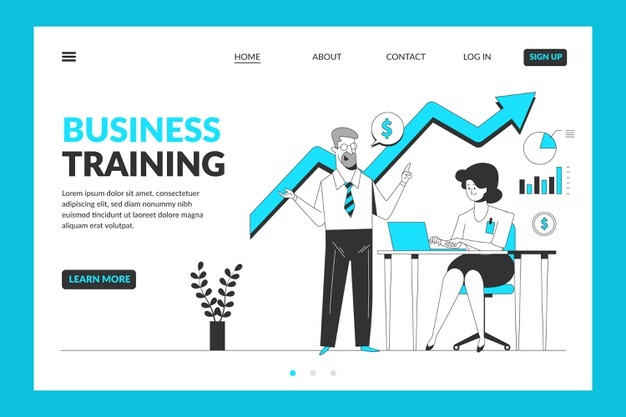 HOME ABOUT CONTACT LOG IN SIGN UP
BUSINESS
TRAINING
Lorem ipsum dolor sit amet, consectetuer
adipiscing elit, sed diam nonummy nibh
euismod tincidunt ut laoreet dolore magna
aliquam erat volutpat.
LEARN MORE
$
$